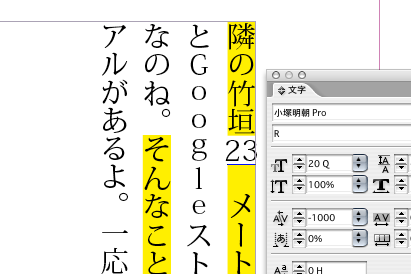 隣の竹垣23 メート
とGoogleスト
なのね。そんなこと
アルがあるよ。一応
文字
小塚明朝 Pro
R
20 Q
100%
-1000
0%
0 H